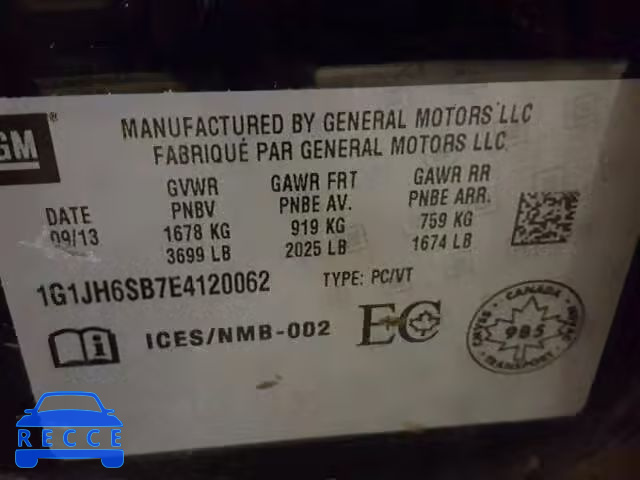 GM ®
MANUFACTURED BY GENERAL MOTORS LLC
FABRIQUÉ PAR GENERAL MOTORS LLC
DATE
09/13
GVWR
PNBV
1678 KG
3699 LB
GAWR FRT
PNBE AV.
919 KG
2025 LB
GAWR RR
PNBE ARR.
759 KG
1674 LB
1G1JH6SB7E4120062
TYPE: PC/VT
ICES/NMB-002
EC
CANADA
985
TRANSPORT
RECCE